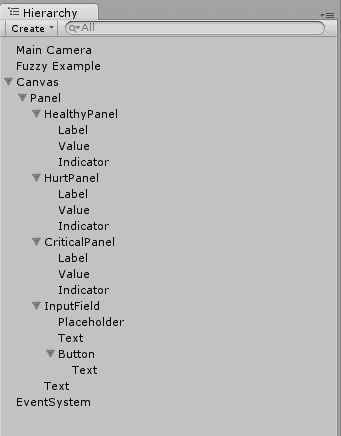 Hierarchy
Create All
Main Camera
Fuzzy Example
Canvas
Panel
HealthyPanel
Label
Value
Indicator
HurtPanel
Label
Value
Indicator
CriticalPanel
Label
Value
Indicator
InputField
Placeholder
Text
Button
Text
Text
EventSystem